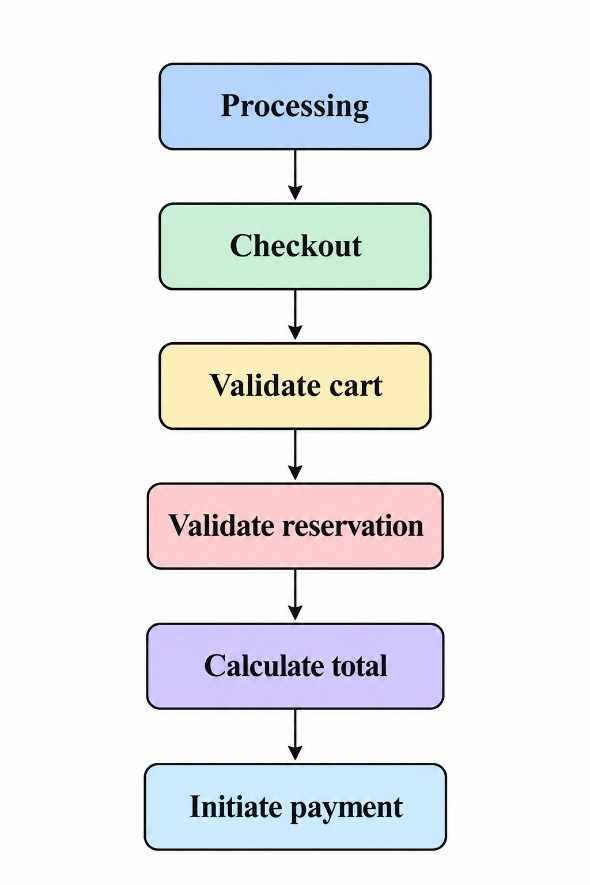 Processing
Checkout
Validate cart
Validate reservation
Calculate total
Initiate payment